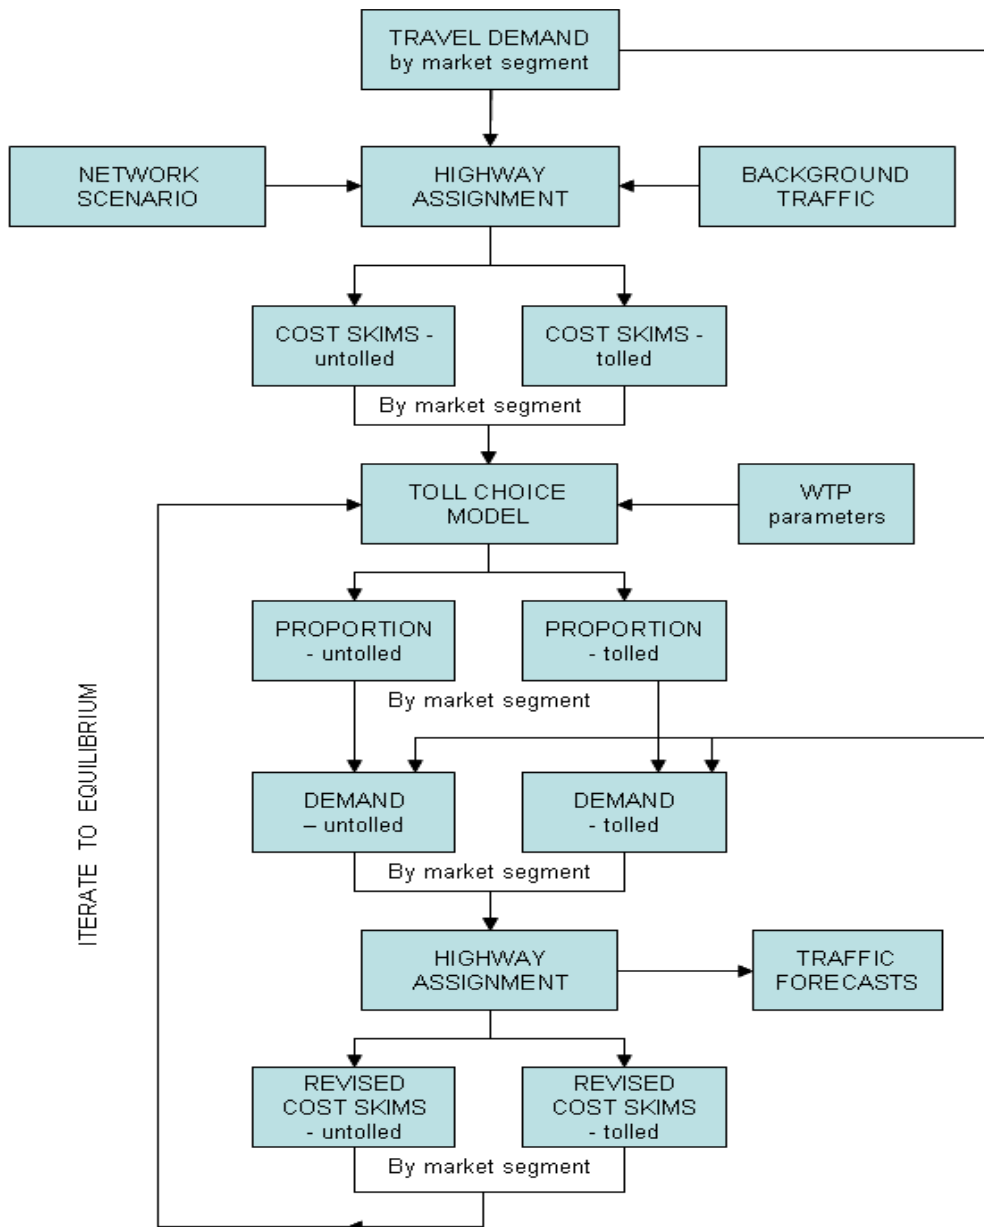 TRAVEL DEMAND
by market segment
NETWORK
SCENARIO
HIGHWAY
ASSIGNMENT
BACKGROUND
TRAFFIC
COST SKIMS -
untolled
COST SKIMS -
tolled
By market segment
TOLL CHOICE
MODEL
WTP
parameters
PROPORTION
- untolled
PROPORTION
- tolled
By market segment
ITERATE TO EQUILIBRIUM
DEMAND
– untolled
DEMAND
- tolled
By market segment
HIGHWAY
ASSIGNMENT
TRAFFIC
FORECASTS
REVISED
COST SKIMS
- untolled
REVISED
COST SKIMS
- tolled
By market segment